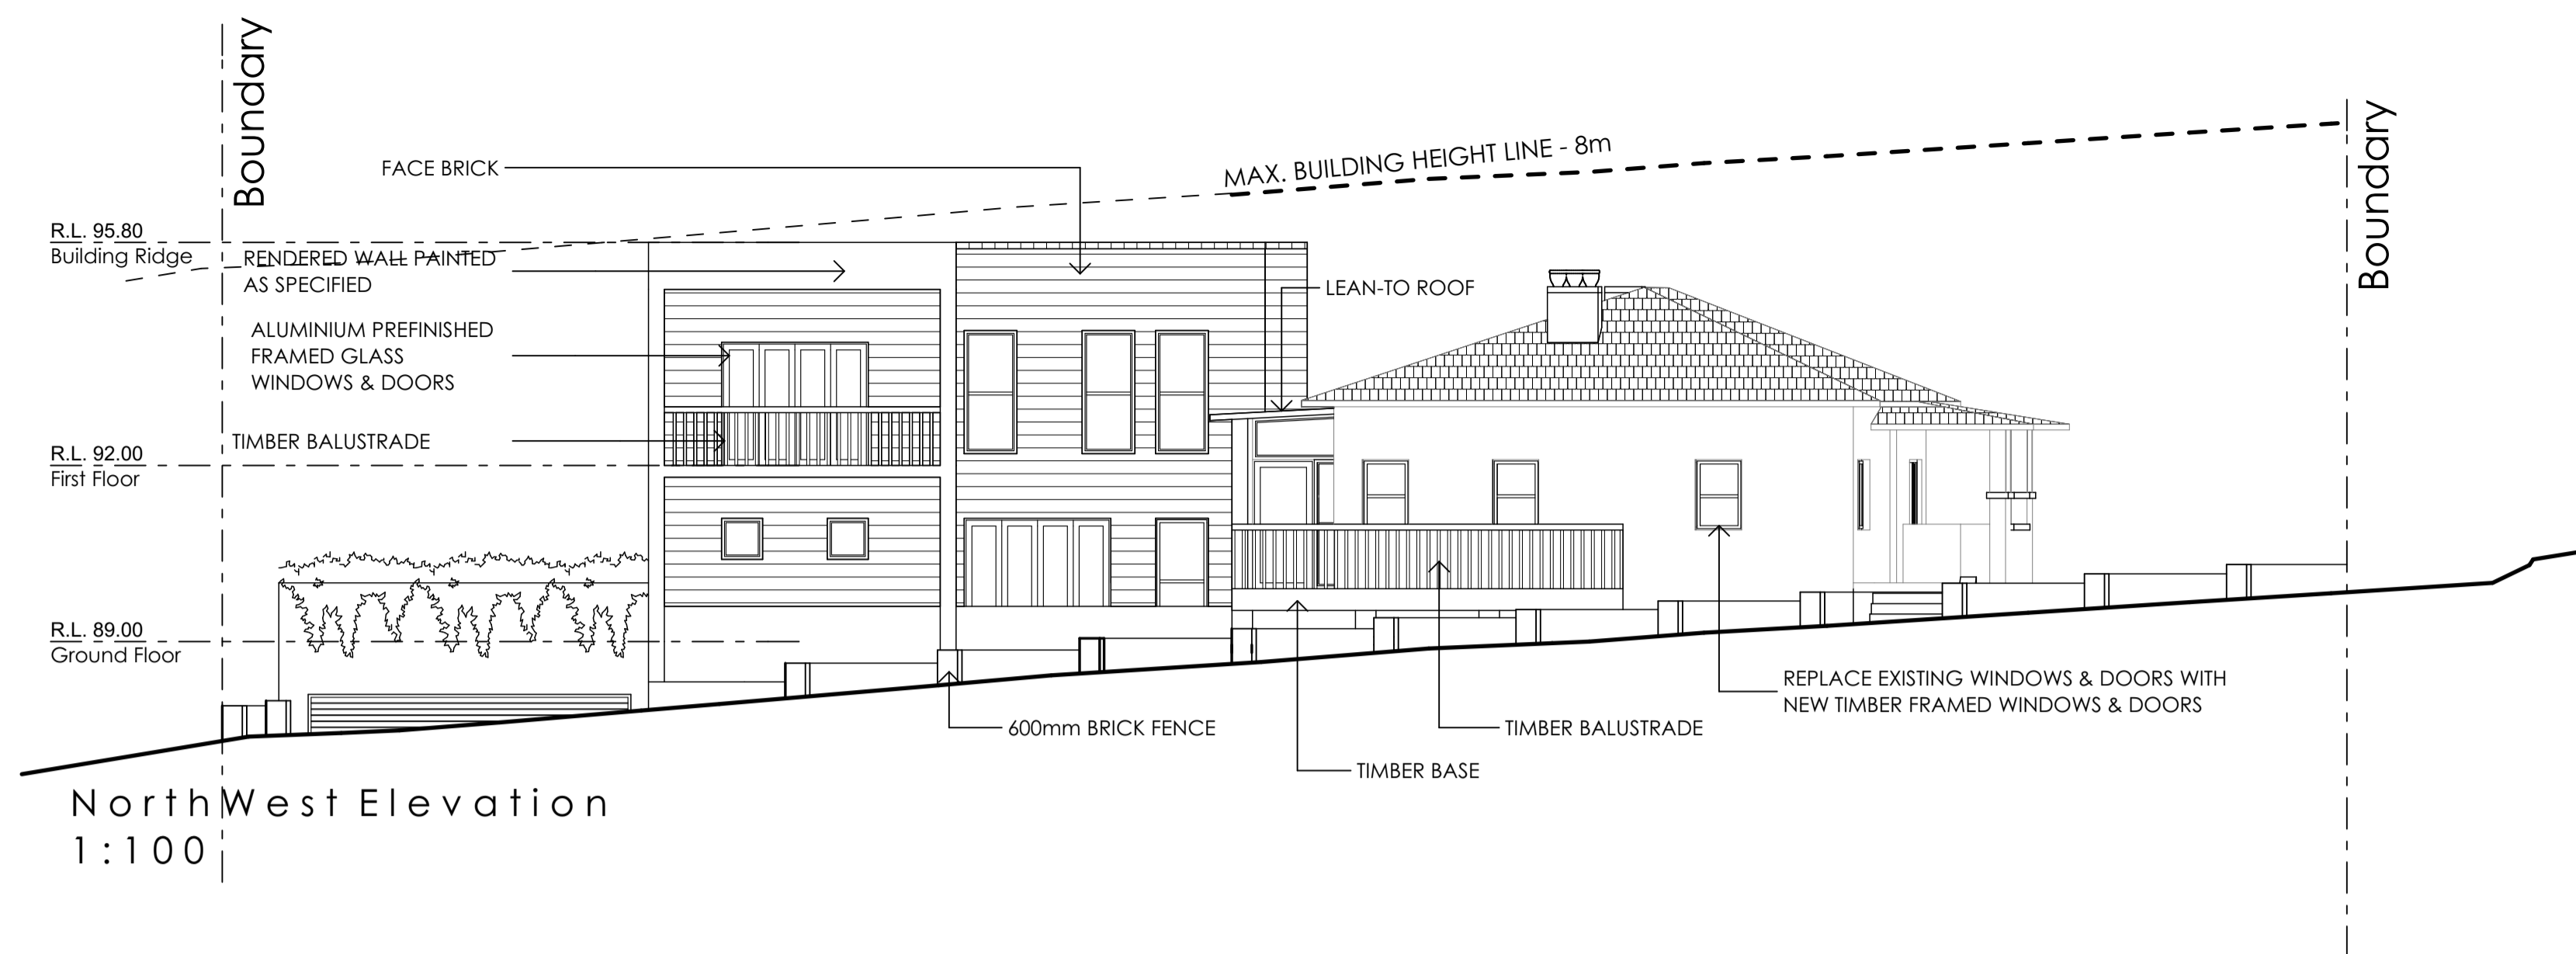 Boundary
Boundary
FACE BRICK
MAX. BUILDING HEIGHT LINE - 8m
R.L. 95.80
Building Ridge
RENDERED WALL PAINTED
AS SPECIFIED
LEAN-TO ROOF
ALUMINIUM PREFINISHED
FRAMED GLASS
WINDOWS & DOORS
TIMBER BALUSTRADE
R.L. 92.00
First Floor
R.L. 89.00
Ground Floor
REPLACE EXISTING WINDOWS & DOORS WITH
NEW TIMBER FRAMED WINDOWS & DOORS
600mm BRICK FENCE
TIMBER BALUSTRADE
TIMBER BASE
North West Elevation
1:100